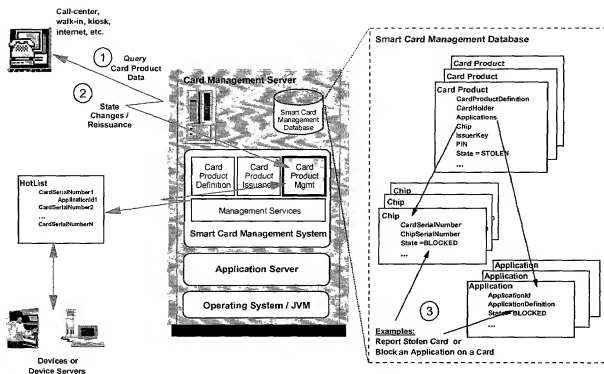 Call-center,
walk-in, kiosk,
internet, etc.
1
Query
Card Product
Data
2
State
Changes /
Reissuance
HotList
CardSerialNumber1
ApplicationId1
CardSerialNumber2
...
CardSerialNumberN
Devices or
Device Servers
Card Management Server
Smart Card
Management
Database
Card
Product
Definition
Card
Product
Issuance
Card
Product
Mgmt
Management Services
Smart Card Management System
Application Server
Operating System / JVM
Smart Card Management Database
Card Product
Card Product
Card Product
CardProductDefinition
CardHolder
Applications
Chip
IssuerKey
PIN
State = STOLEN
...
Chip
Chip
Chip
CardSerialNumber
ChipSerialNumber
State =BLOCKED
...
Application
Application
Application
ApplicationId
ApplicationDefinition
State=BLOCKED
...
3
Examples:
Report Stolen Card or
Block an Application on a Card